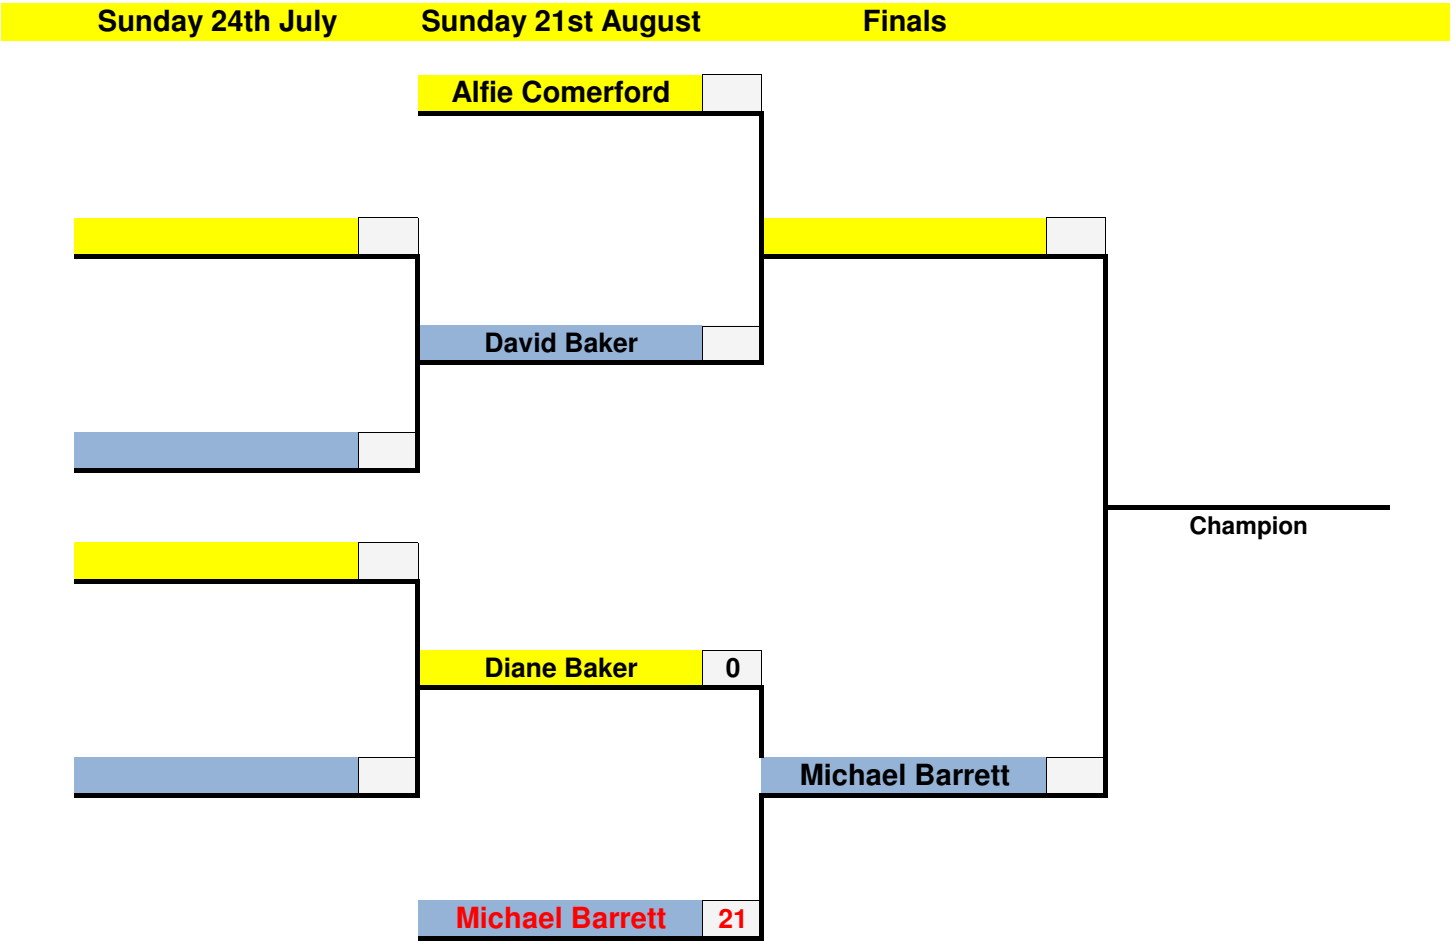 Sunday 24th July Sunday 21st August Finals
Alfie Comerford
David Baker
Champion
Diane Baker 0
Michael Barrett
Michael Barrett 21